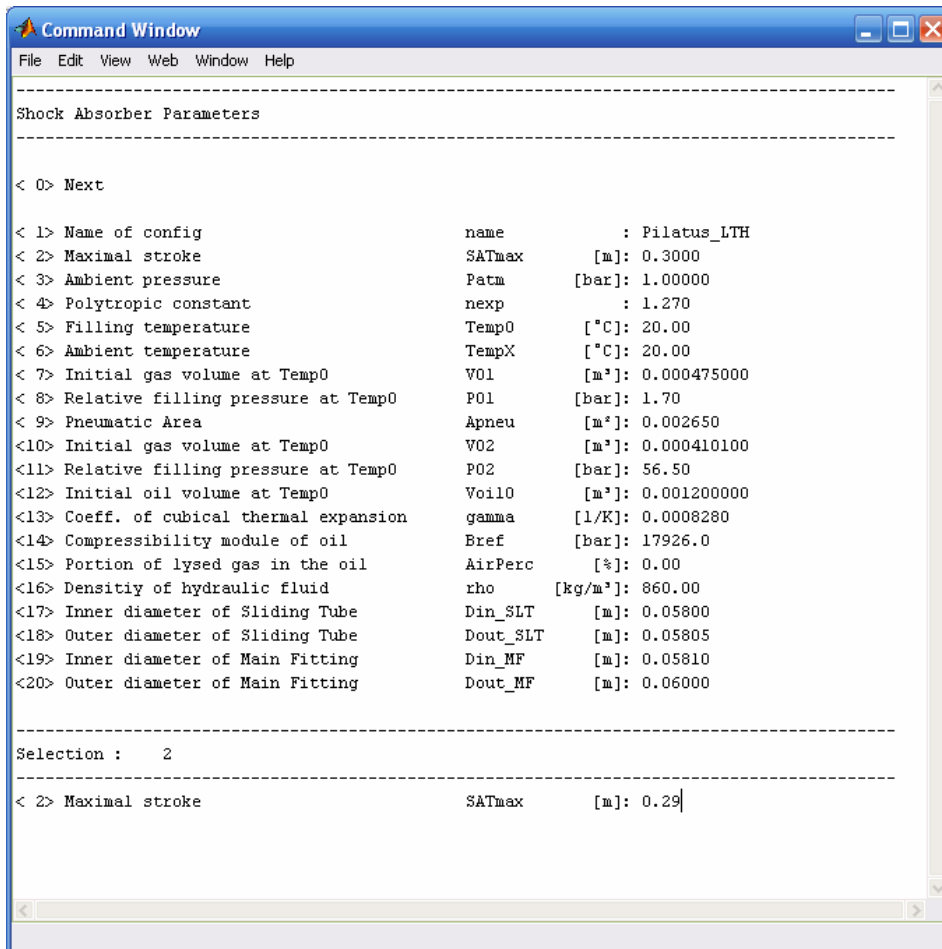 Command Window
File Edit View Web Window Help
------------------------------------------------------------------------------------------
Shock Absorber Parameters
------------------------------------------------------------------------------------------
< 0> Next
< 1> Name of config name : Pilatus_LTH
< 2> Maximal stroke SATmax [m]: 0.3000
< 3> Ambient pressure Patm [bar]: 1.00000
< 4> Polytropic constant nexp : 1.270
< 5> Filling temperature Temp0 [°C]: 20.00
< 6> Ambient temperature TempX [°C]: 20.00
< 7> Initial gas volume at Temp0 V01 [m³]: 0.000475000
< 8> Relative filling pressure at Temp0 P01 [bar]: 1.70
< 9> Pneumatic Area Apneu [m²]: 0.002650
<10> Initial gas volume at Temp0 V02 [m³]: 0.000410100
<11> Relative filling pressure at Temp0 P02 [bar]: 56.50
<12> Initial oil volume at Temp0 Voil0 [m³]: 0.001200000
<13> Coeff. of cubical thermal expansion gamma [1/K]: 0.0008280
<14> Compressibility module of oil Bref [bar]: 17926.0
<15> Portion of lysed gas in the oil AirPerc [%]: 0.00
<16> Densitiy of hydraulic fluid rho [kg/m³]: 860.00
<17> Inner diameter of Sliding Tube Din_SLT [m]: 0.05800
<18> Outer diameter of Sliding Tube Dout_SLT [m]: 0.05805
<19> Inner diameter of Main Fitting Din_MF [m]: 0.05810
<20> Outer diameter of Main Fitting Dout_MF [m]: 0.06000
------------------------------------------------------------------------------------------
Selection : 2
------------------------------------------------------------------------------------------
< 2> Maximal stroke SATmax [m]: 0.29